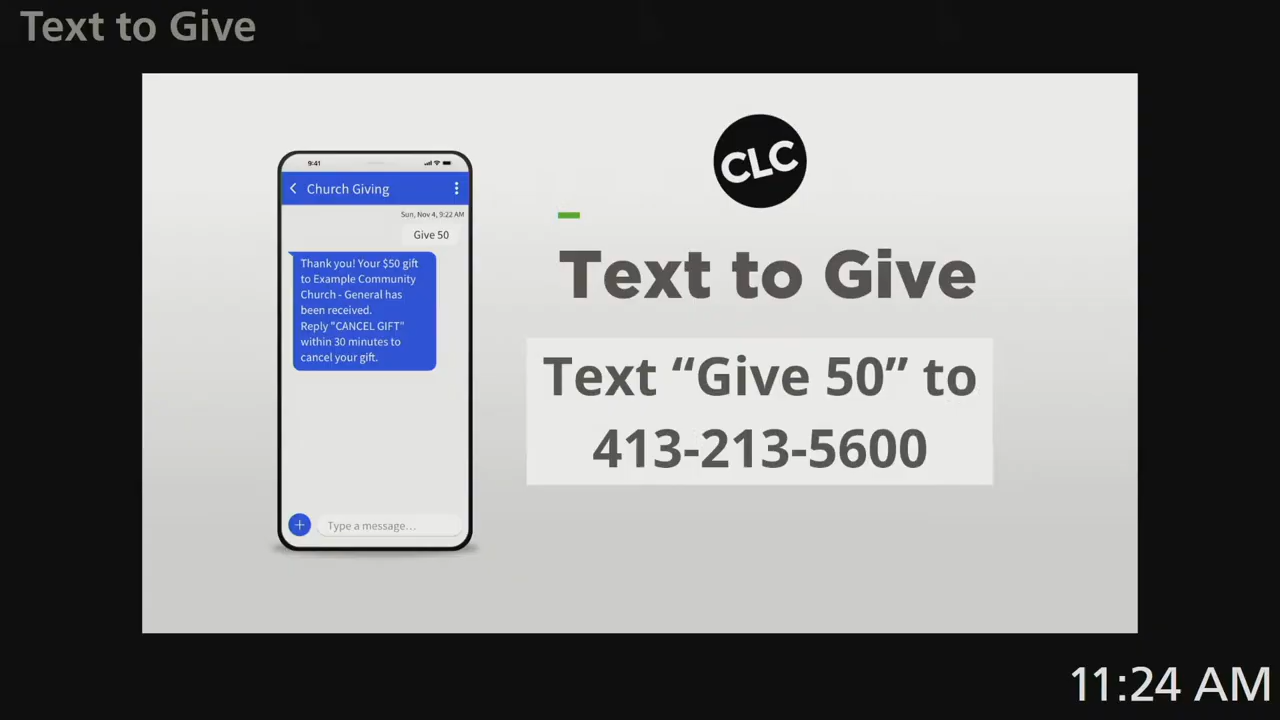 Text to Give
CLC
9:41
Church Giving
Sun, Nov 4, 9:22 AM
Give 50
Thank you! Your $50 gift
to Example Community
Church - General has
been received.
Reply "CANCEL GIFT"
within 30 minutes to
cancel your gift.
Type a message...
Text to Give
Text “Give 50” to
413-213-5600
11:24 AM